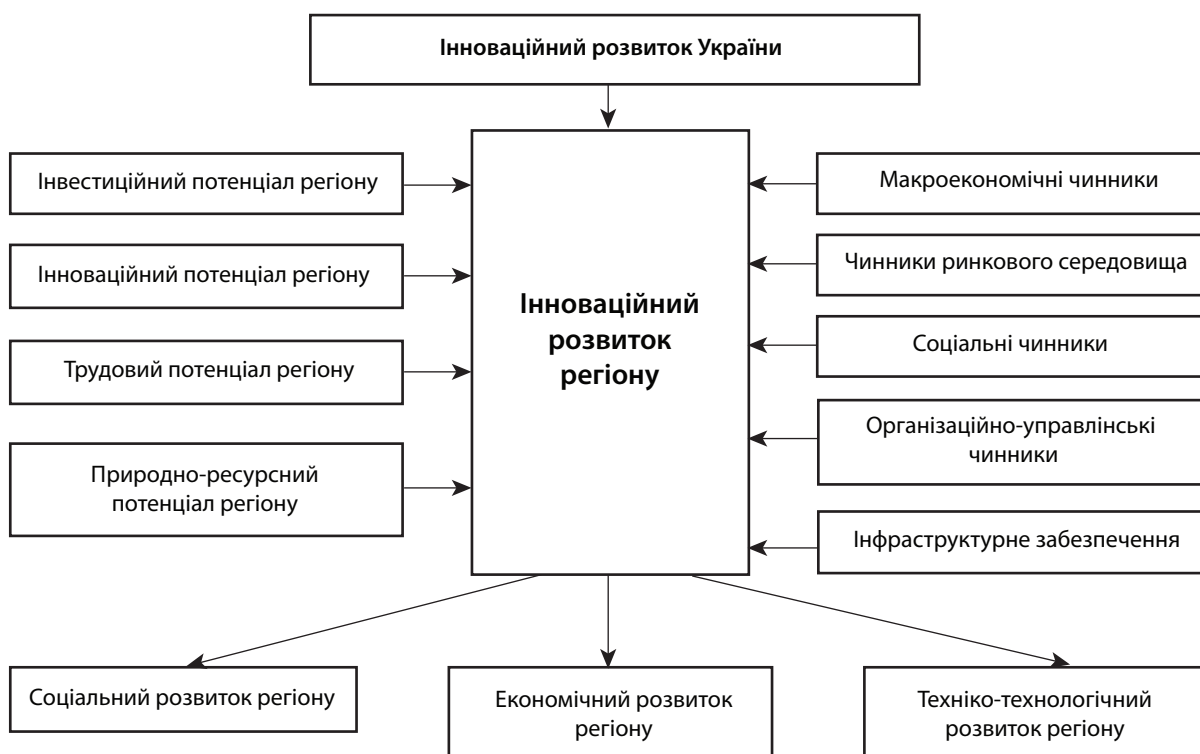 Інноваційний розвиток України
Інвестиційний потенціал регіону
Інноваційний потенціал регіону
Трудовий потенціал регіону
Природно-ресурсний
потенціал регіону
Інноваційний
розвиток
регіону
Макроекономічні чинники
Чинники ринкового середовища
Соціальні чинники
Організаційно-управлінські
чинники
Інфраструктурне забезпечення
Соціальний розвиток регіону
Економічний розвиток
регіону
Техніко-технологічний
розвиток регіону